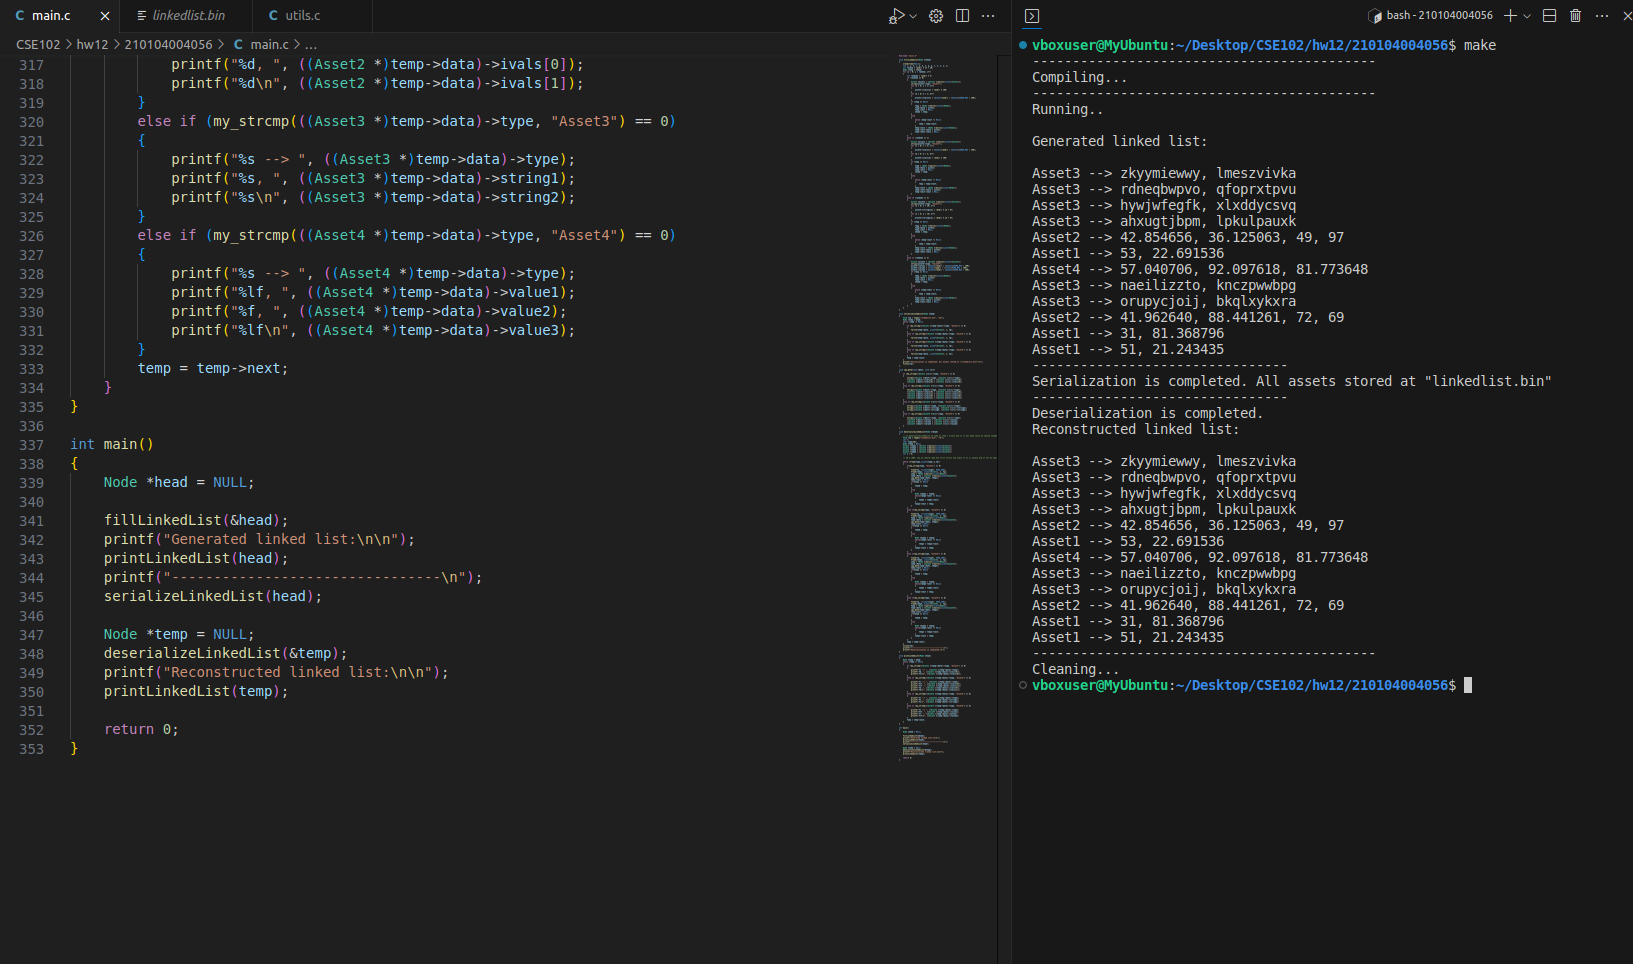 main.c
linkedlist.bin
utils.c
CSE102 > hw12 > 210104004056 > C main.c > ...
317 printf("%d, ", ((Asset2 *)temp->data)->ivals[0]);
318 printf("%d\n", ((Asset2 *)temp->data)->ivals[1]);
319 }
320 else if (my_strcmp(((Asset3 *)temp->data)->type, "Asset3") == 0)
321 {
322 printf("%s --> ", ((Asset3 *)temp->data)->type);
323 printf("%s, ", ((Asset3 *)temp->data)->string1);
324 printf("%s\n", ((Asset3 *)temp->data)->string2);
325 }
326 else if (my_strcmp(((Asset4 *)temp->data)->type, "Asset4") == 0)
327 {
328 printf("%s --> ", ((Asset4 *)temp->data)->type);
329 printf("%lf, ", ((Asset4 *)temp->data)->value1);
330 printf("%f, ", ((Asset4 *)temp->data)->value2);
331 printf("%lf\n", ((Asset4 *)temp->data)->value3);
332 }
333 temp = temp->next;
334 }
335 }
336
337 int main()
338 {
339 Node *head = NULL;
340
341 fillLinkedList(&head);
342 printf("Generated linked list:\n\n");
343 printLinkedList(head);
344 printf("--------------------------------\n");
345 serializeLinkedList(head);
346
347 Node *temp = NULL;
348 deserializeLinkedList(&temp);
349 printf("Reconstructed linked list:\n\n");
350 printLinkedList(temp);
351
352 return 0;
353 }
bash - 210104004056
vboxuser@MyUbuntu:~/Desktop/CSE102/hw12/210104004056$ make
-------------------------------------------
Compiling...
-------------------------------------------
Running..
Generated linked list:
Asset3 --> zkyymiewwy, lmeszvivka
Asset3 --> rdneqbwpvo, qfoprxtpvu
Asset3 --> hywjwfegfk, xlxddycsvq
Asset3 --> ahxugtjbpm, lpkulpauxk
Asset2 --> 42.854656, 36.125063, 49, 97
Asset1 --> 53, 22.691536
Asset4 --> 57.040706, 92.097618, 81.773648
Asset3 --> naeilizzto, knczpwwbpg
Asset3 --> orupycjoij, bkqlxykxra
Asset2 --> 41.962640, 88.441261, 72, 69
Asset1 --> 31, 81.368796
Asset1 --> 51, 21.243435
--------------------------------
Serialization is completed. All assets stored at "linkedlist.bin"
--------------------------------
Deserialization is completed.
Reconstructed linked list:
Asset3 --> zkyymiewwy, lmeszvivka
Asset3 --> rdneqbwpvo, qfoprxtpvu
Asset3 --> hywjwfegfk, xlxddycsvq
Asset3 --> ahxugtjbpm, lpkulpauxk
Asset2 --> 42.854656, 36.125063, 49, 97
Asset1 --> 53, 22.691536
Asset4 --> 57.040706, 92.097618, 81.773648
Asset3 --> naeilizzto, knczpwwbpg
Asset3 --> orupycjoij, bkqlxykxra
Asset2 --> 41.962640, 88.441261, 72, 69
Asset1 --> 31, 81.368796
Asset1 --> 51, 21.243435
-------------------------------------------
Cleaning...
vboxuser@MyUbuntu:~/Desktop/CSE102/hw12/210104004056$